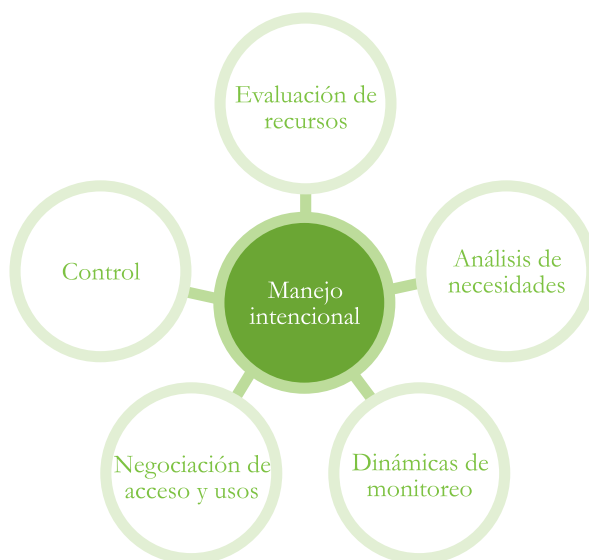 Evaluación de
recursos
Análisis de
necesidades
Dinámicas de
monitoreo
Negociación de
acceso y usos
Control
Manejo
intencional